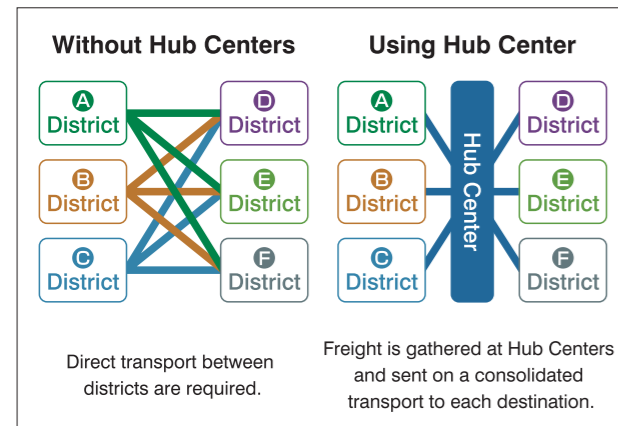 Without Hub Centers
A
District
B
District
C
District
D
District
E
District
F
District
Direct transport between
districts are required.
Using Hub Center
A
District
B
District
C
District
Hub Center
D
District
E
District
F
District
Freight is gathered at Hub Centers
and sent on a consolidated
transport to each destination.